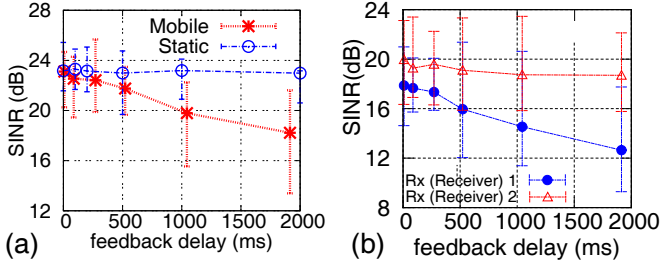 28
24
20
16
12
SINR (dB)
Mobile
Static
0 500 1000 1500 2000
feedback delay (ms)
(a)
24
20
16
12
8
SINR(dB)
Rx (Receiver) 1
Rx (Receiver) 2
0 500 1000 1500 2000
feedback delay (ms)
(b)